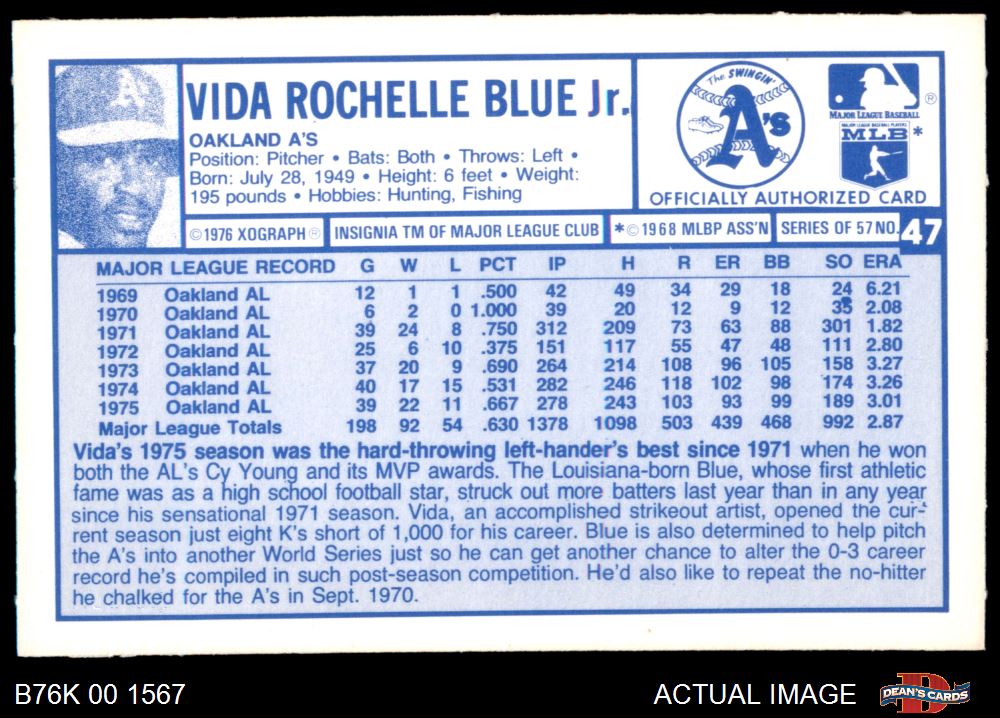 VIDA ROCHELLE BLUE Jr.
OAKLAND A'S
Position: Pitcher • Bats: Both • Throws: Left •
Born: July 28, 1949 • Height: 6 feet • Weight:
195 pounds • Hobbies: Hunting, Fishing
The SWINGIN'
A's
MAJOR LEAGUE BASEBALL ®
MAJOR LEAGUE BASEBALL PLAYERS
MLB *
OFFICIALLY AUTHORIZED CARD
©1976 XOGRAPH® INSIGNIA TM OF MAJOR LEAGUE CLUB *©1968 MLBP ASS'N SERIES OF 57 NO. 47
MAJOR LEAGUE RECORD G W L PCT IP H R ER BB SO ERA
1969 Oakland AL 12 1 1 .500 42 49 34 29 18 24 6.21
1970 Oakland AL 6 2 0 1.000 39 20 12 9 12 35 2.08
1971 Oakland AL 39 24 8 .750 312 209 73 63 88 301 1.82
1972 Oakland AL 25 6 10 .375 151 117 55 47 48 111 2.80
1973 Oakland AL 37 20 9 .690 264 214 108 96 105 158 3.27
1974 Oakland AL 40 17 15 .531 282 246 118 102 98 174 3.26
1975 Oakland AL 39 22 11 .667 278 243 103 93 99 189 3.01
Major League Totals 198 92 54 .630 1378 1098 503 439 468 992 2.87
Vida's 1975 season was the hard-throwing left-hander's best since 1971 when he won
both the AL's Cy Young and its MVP awards. The Louisiana-born Blue, whose first athletic
fame was as a high school football star, struck out more batters last year than in any year
since his sensational 1971 season. Vida, an accomplished strikeout artist, opened the cur-
rent season just eight K's short of 1,000 for his career. Blue is also determined to help pitch
the A's into another World Series just so he can get another chance to alter the 0-3 career
record he's compiled in such post-season competition. He'd also like to repeat the no-hitter
he chalked for the A's in Sept. 1970.
B76K 00 1567
ACTUAL IMAGE
DEAN'S CARDS